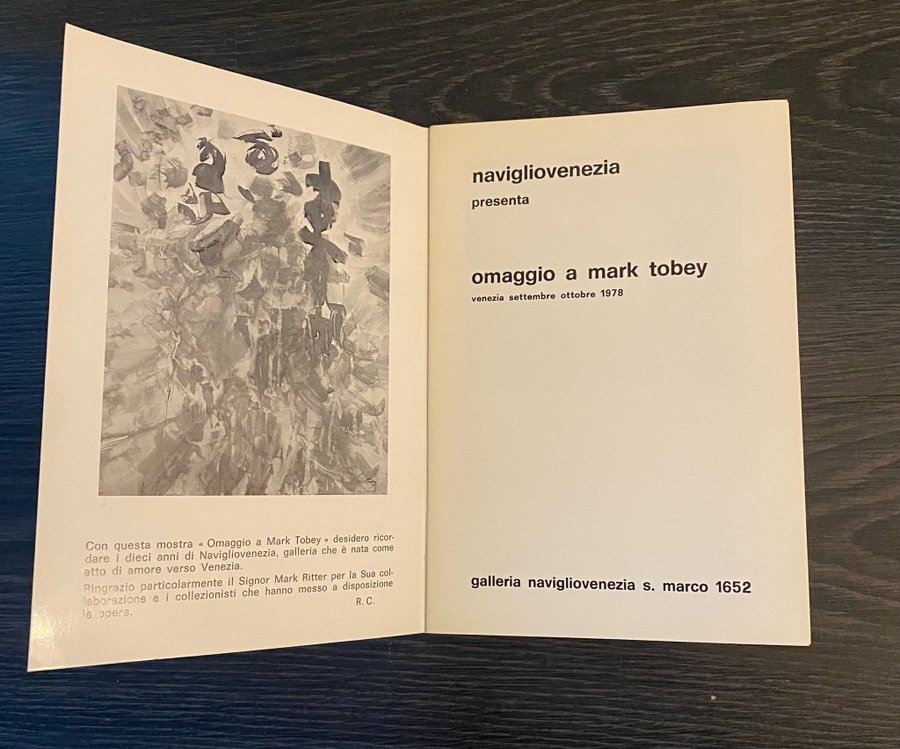 Con questa mostra « Omaggio a Mark Tobey » desidero ricor-
dare i dieci anni di Navigliovenezia, galleria che è nata come
atto di amore verso Venezia.
Ringrazio particolarmente il Signor Mark Ritter per la Sua col-
laborazione e i collezionisti che hanno messo a disposizione
le opere.
R. C.
navigliovenezia
presenta
omaggio a mark tobey
venezia settembre ottobre 1978
galleria navigliovenezia s. marco 1652